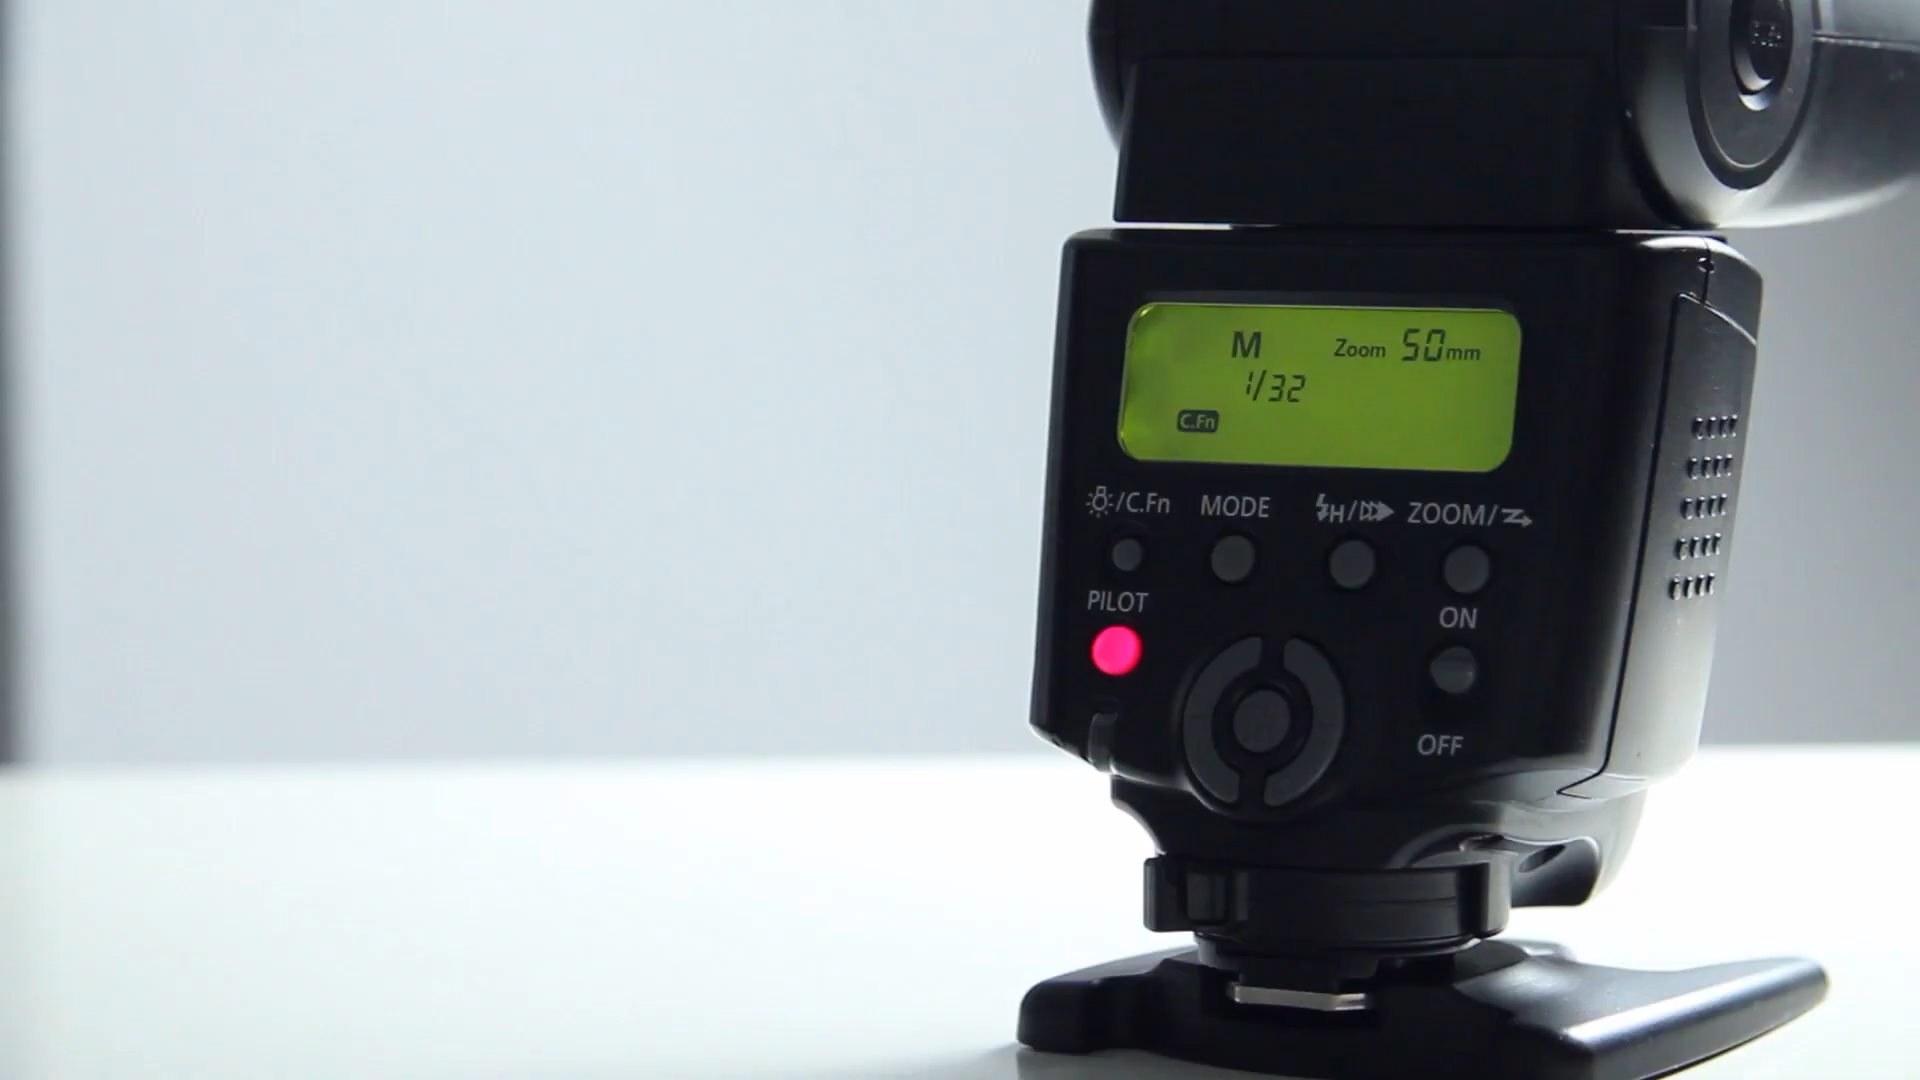 M Zoom 50mm
1/32
C.Fn
/C.Fn MODE H/ ZOOM/
PILOT
ON
OFF